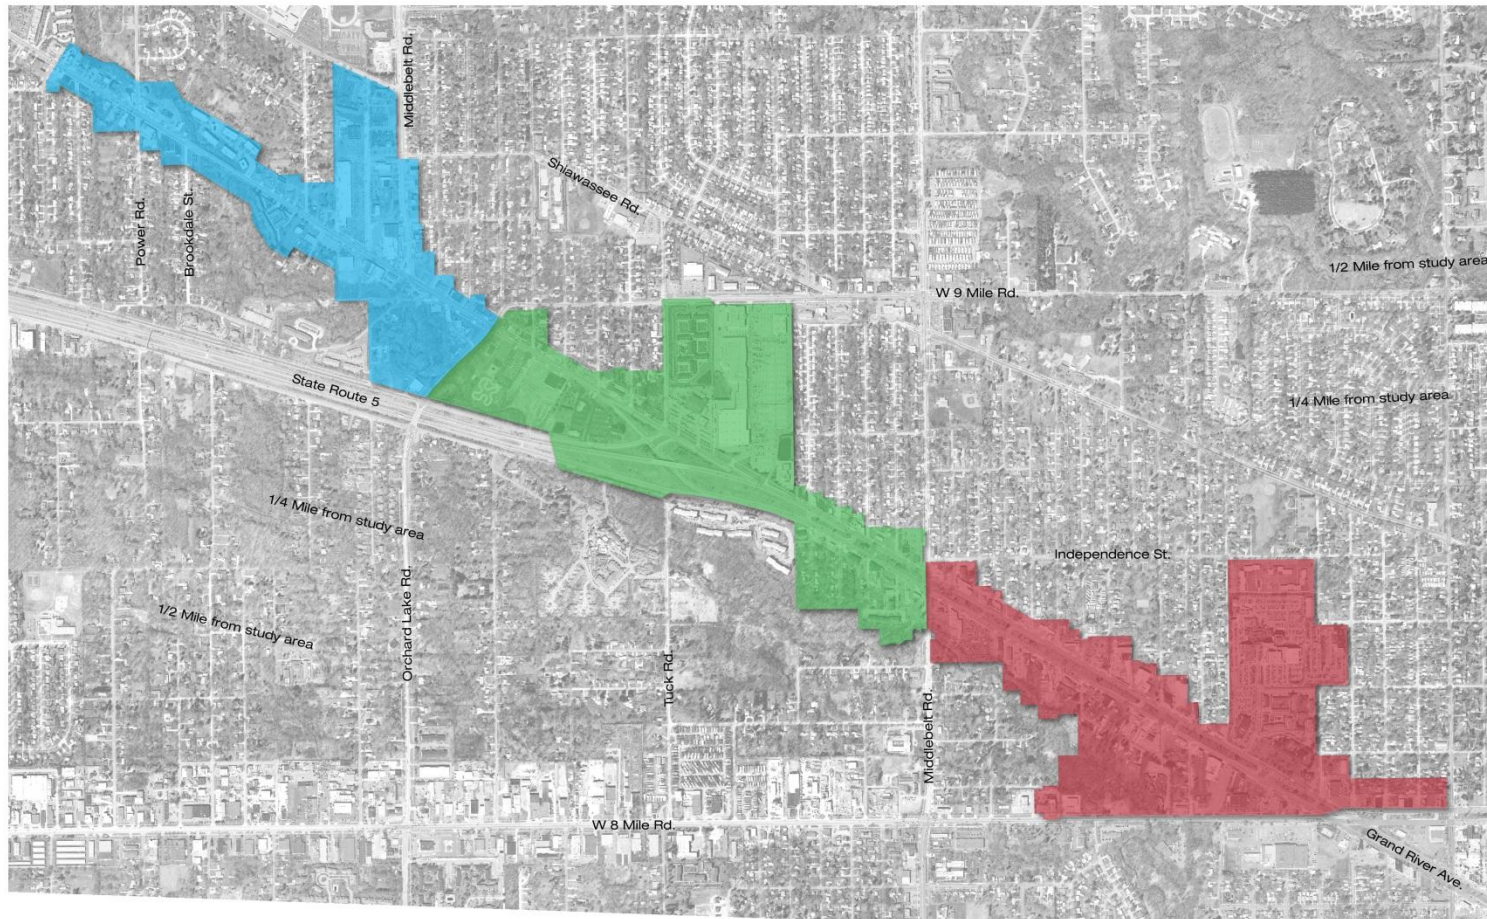 Middlebelt Rd.
Shiawassee Rd.
Power Rd.
Brookdale St.
1/2 Mile from study area
W 9 Mile Rd.
State Route 5
1/4 Mile from study area
1/4 Mile from study area
Independence St.
1/2 Mile from study area
Orchard Lake Rd.
Tuck Rd.
Middlebelt Rd.
W 8 Mile Rd.
Grand River Ave.